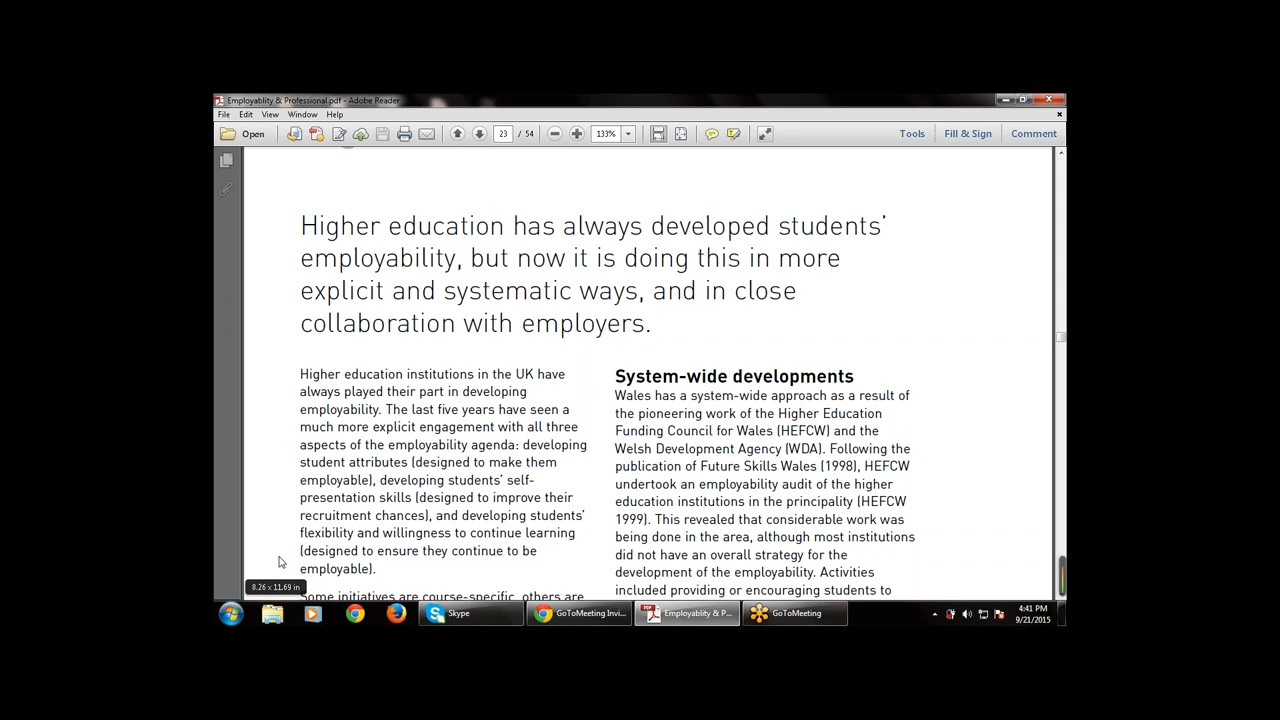 Employablity & Professional.pdf - Adobe Reader
File Edit View Window Help
Open 23 / 54 133% Tools Fill & Sign Comment
Higher education has always developed students’
employability, but now it is doing this in more
explicit and systematic ways, and in close
collaboration with employers.
Higher education institutions in the UK have
always played their part in developing
employability. The last five years have seen a
much more explicit engagement with all three
aspects of the employability agenda: developing
student attributes (designed to make them
employable), developing students’ self-
presentation skills (designed to improve their
recruitment chances), and developing students’
flexibility and willingness to continue learning
(designed to ensure they continue to be
employable).
Some initiatives are course-specific, others are
System-wide developments
Wales has a system-wide approach as a result of
the pioneering work of the Higher Education
Funding Council for Wales (HEFCW) and the
Welsh Development Agency (WDA). Following the
publication of Future Skills Wales (1998), HEFCW
undertook an employability audit of the higher
education institutions in the principality (HEFCW
1999). This revealed that considerable work was
being done in the area, although most institutions
did not have an overall strategy for the
development of the employability. Activities
included providing or encouraging students to
8.26 x 11.69 in
Skype GoToMeeting Invi... Employablity & P... GoToMeeting 4:41 PM
9/21/2015